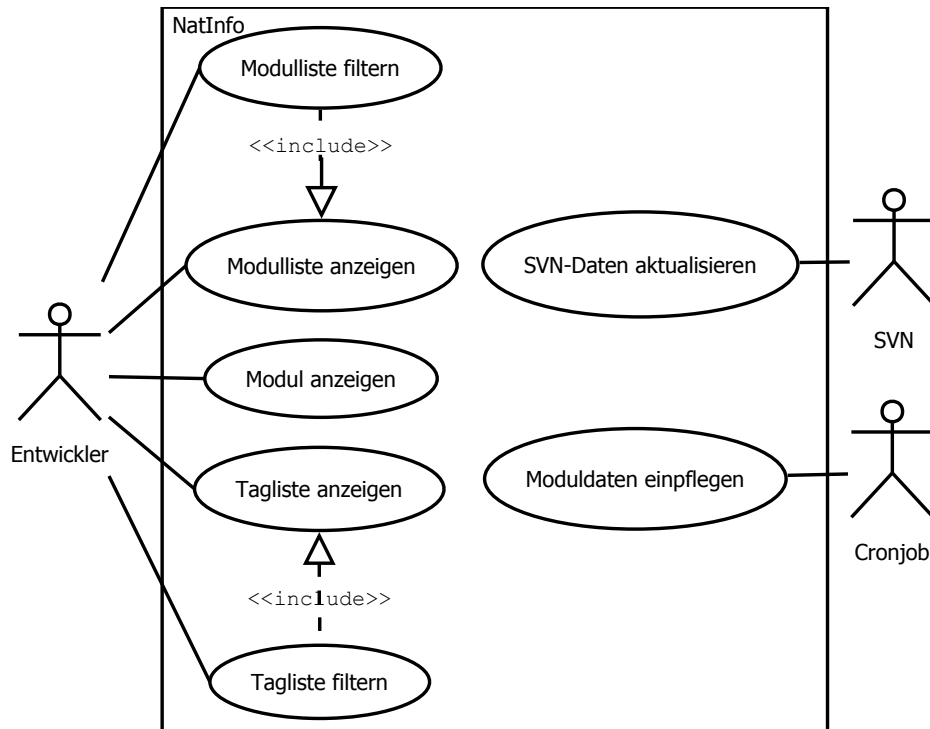 NatInfo
Modulliste filtern
<<include>>
Modulliste anzeigen
SVN-Daten aktualisieren
SVN
Modul anzeigen
Entwickler
Tagliste anzeigen
Moduldaten einpflegen
Cronjob
<<include>>
Tagliste filtern